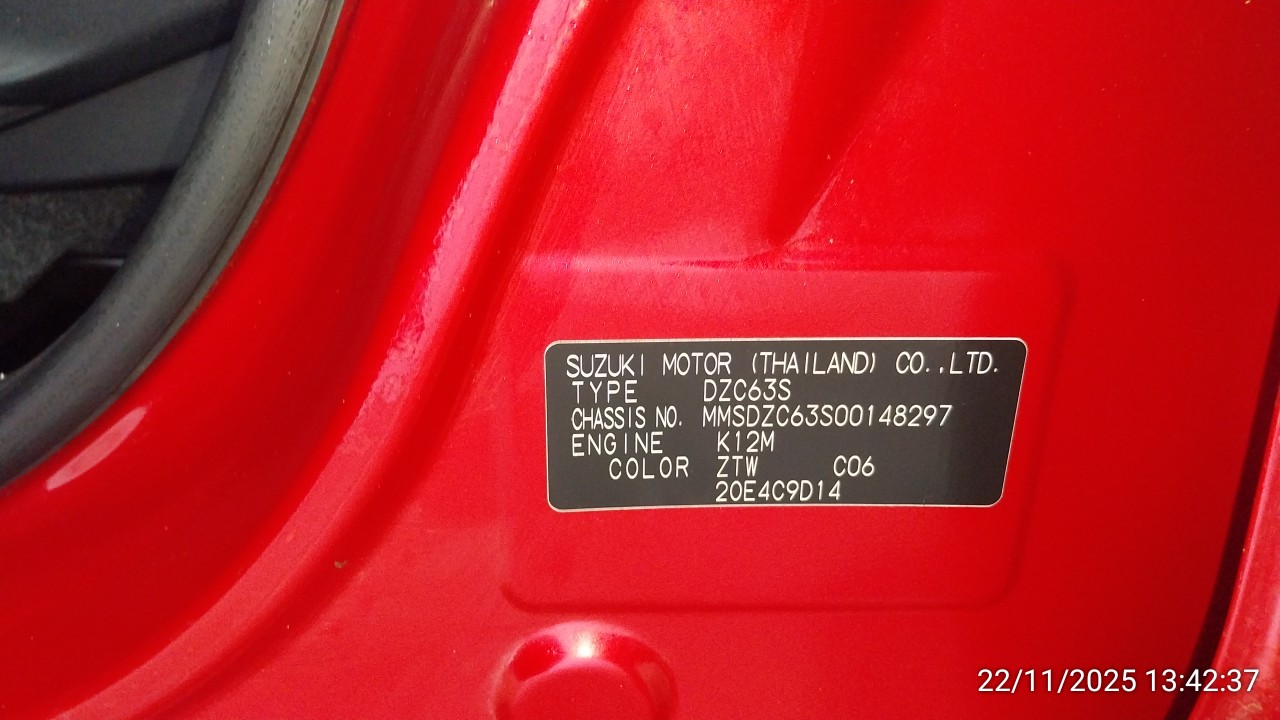 SUZUKI MOTOR (THAILAND) CO.,LTD.
TYPE DZC63S
CHASSIS NO. MMSDZC63S00148297
ENGINE K12M
COLOR ZTW C06
20E4C9D14
22/11/2025 13:42:37